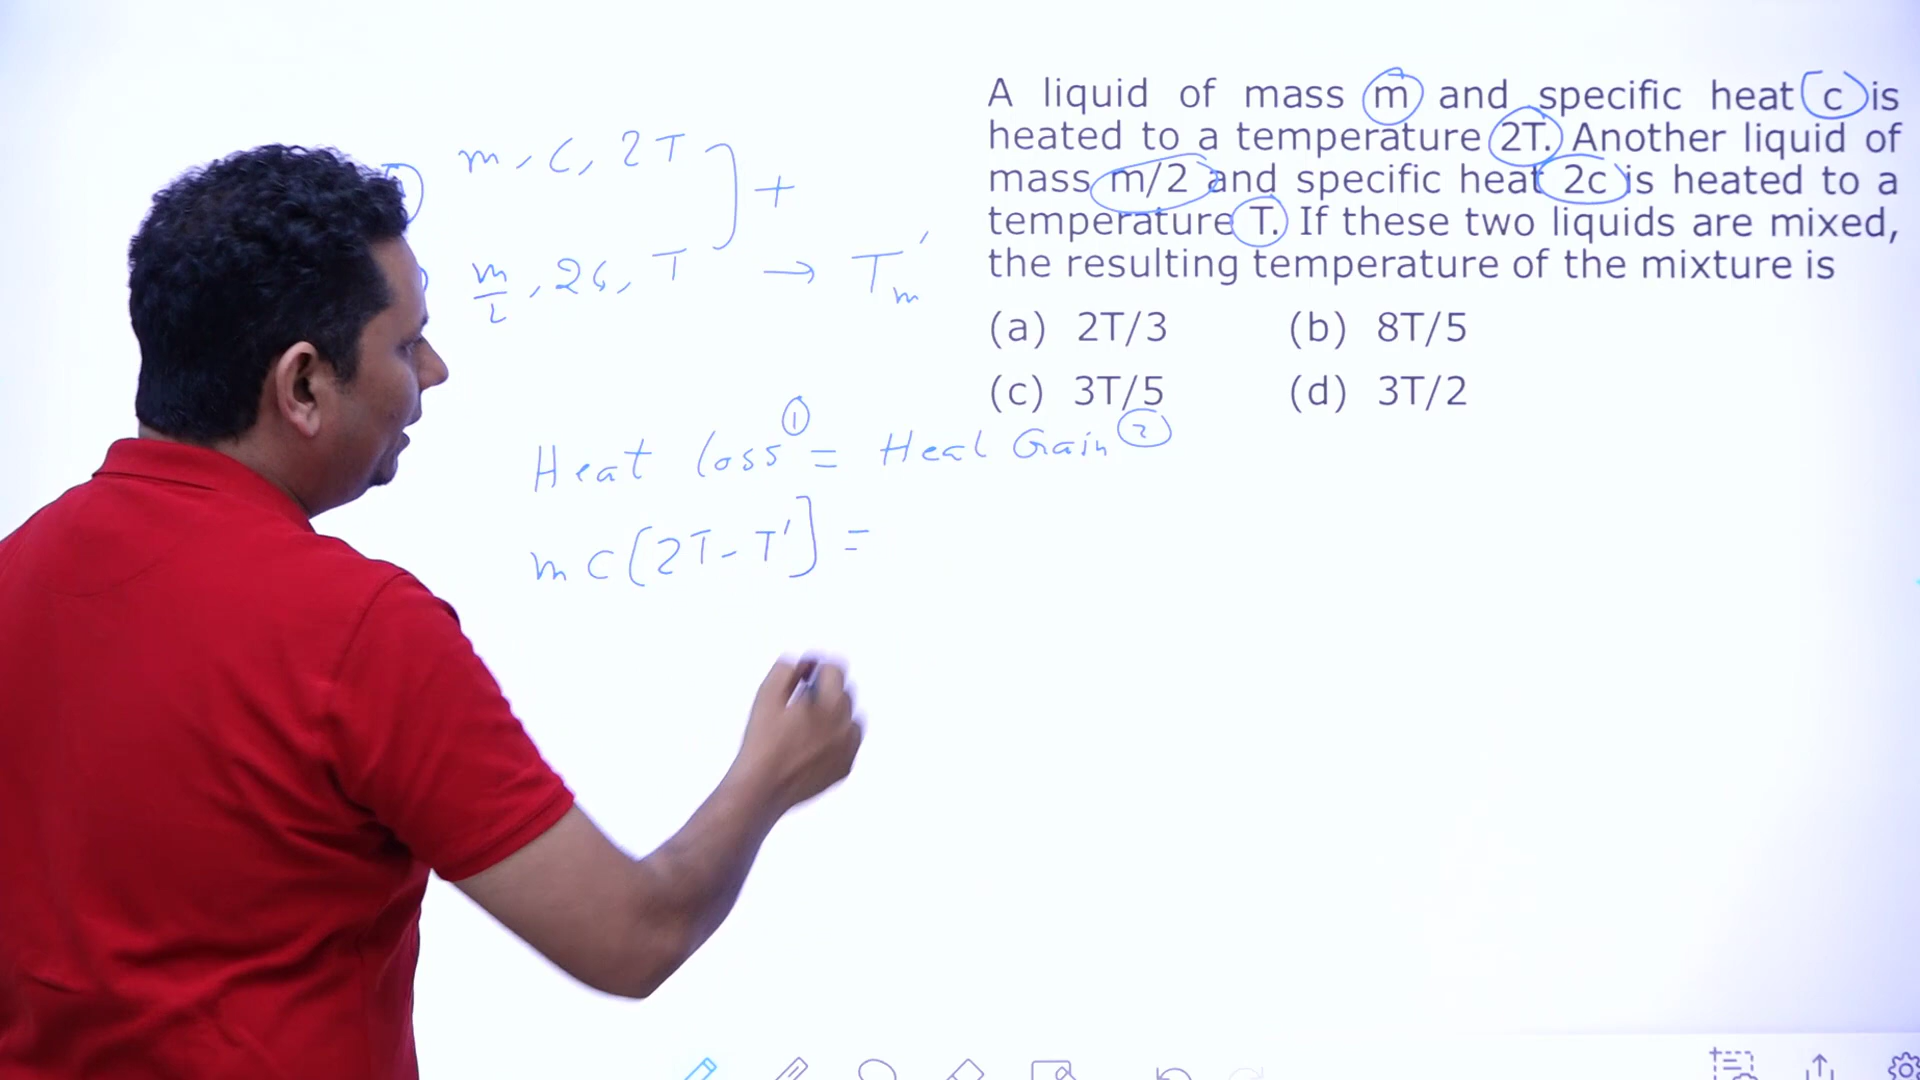 A liquid of mass m and specific heat c is
heated to a temperature 2T. Another liquid of
mass m/2 and specific heat 2c is heated to a
temperature T. If these two liquids are mixed,
the resulting temperature of the mixture is
(a) 2T/3 (b) 8T/5
(c) 3T/5 (d) 3T/2
m, c, 2T ] +
m/2, 2c, T → T'm
Heat loss ① = Heat Gain ②
mc[2T-T'] =